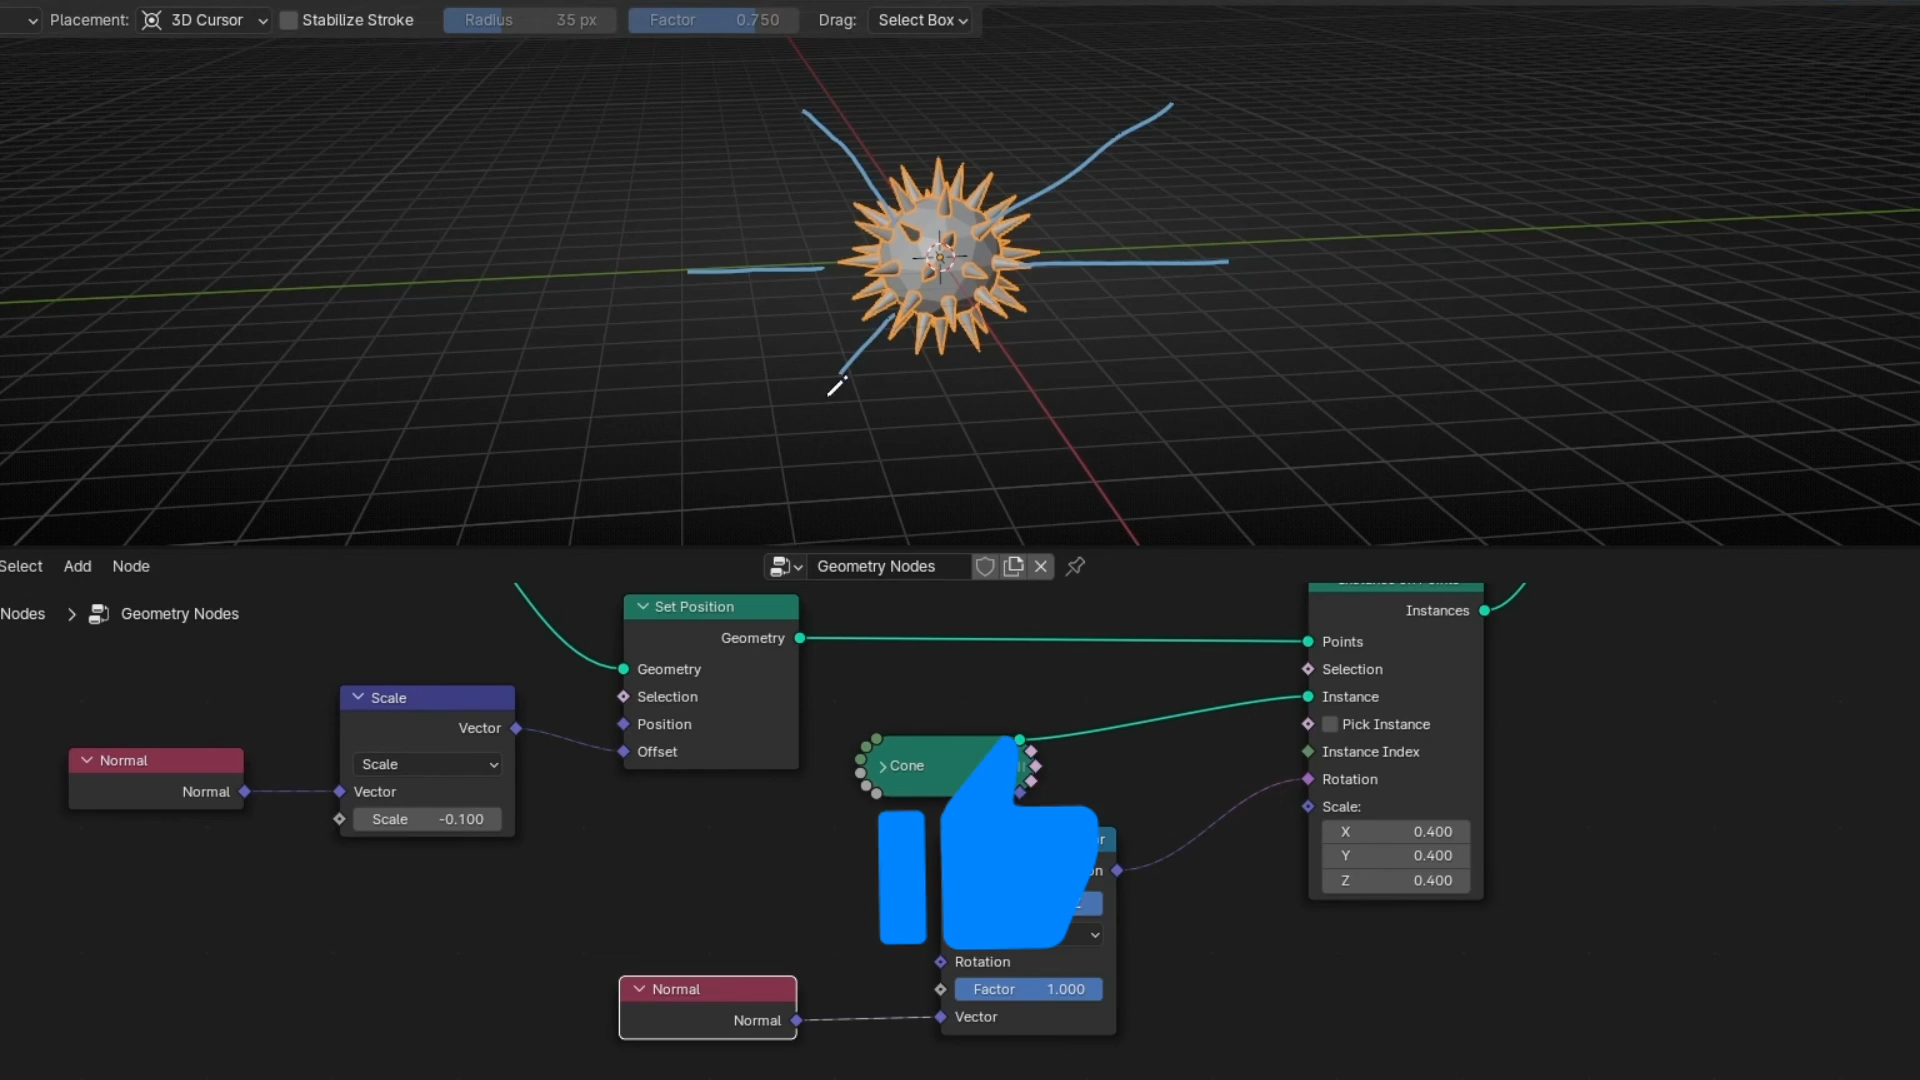 Placement: 3D Cursor Stabilize Stroke Radius 35 px Factor 0.750 Drag: Select Box
Select Add Node Geometry Nodes
Nodes > Geometry Nodes
Set Position
Geometry
Geometry
Selection
Position
Offset
Scale
Vector
Scale
Vector
Scale -0.100
Normal
Normal
Cone
Rotation
Factor 1.000
Vector
Normal
Normal
Instances
Points
Selection
Instance
Pick Instance
Instance Index
Rotation
Scale:
X 0.400
Y 0.400
Z 0.400